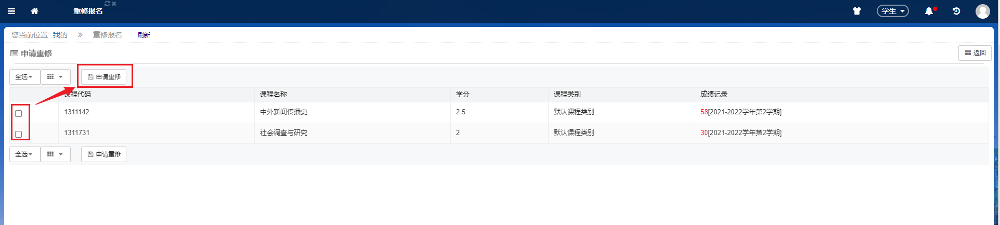 重修报名
学生
您当前位置 我的 » 重修报名 刷新
申请重修
返回
全选 申请重修
课程代码 课程名称 学分 课程类别 成绩记录
1311142 中外新闻传播史 2.5 默认课程类别 58[2021-2022学年第2学期]
1311731 社会调查与研究 2 默认课程类别 30[2021-2022学年第2学期]
全选 申请重修